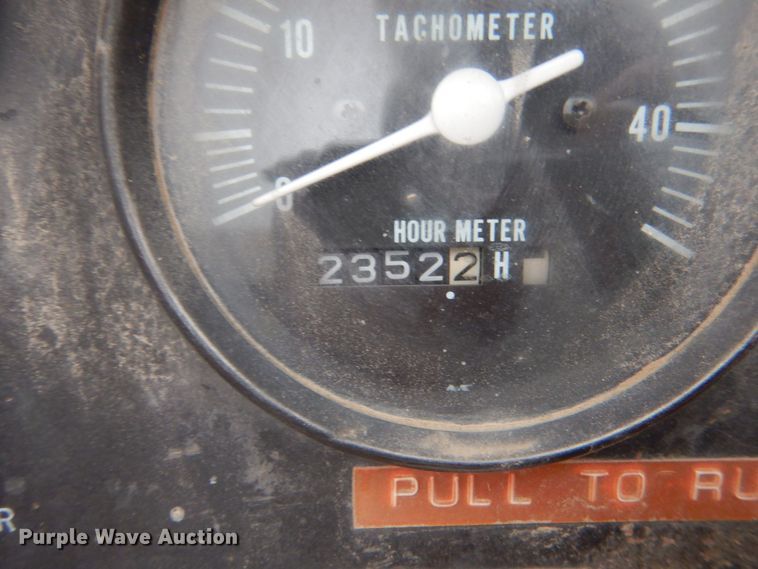 10 TACHOMETER
40
0
HOUR METER
23522 H
PULL TO RU
R
Purple Wave Auction